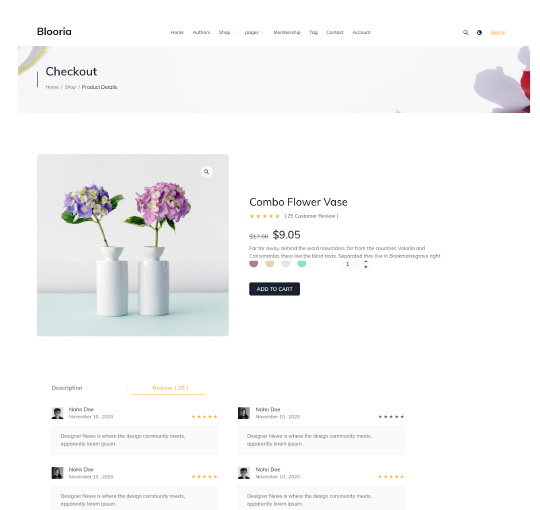 Blooria
Home Authors Shop pages Membership Tag Contact Account
Sign in
Checkout
Home / Shop / Product Details
Combo Flower Vase
( 25 Customer Review )
$17.00 $9.05
Far far away, behind the word mountains, far from the countries Vokalia and
Consonantia, there live the blind texts. Separated they live in Bookmarksgrove right
1
ADD TO CART
Description Review ( 25 )
Nohn Doe
November 10 , 2020
Designer News is where the design community meets,
apparently lorem ipsum .
Nohn Doe
November 10 , 2020
Designer News is where the design community meets,
apparently lorem ipsum .
Nohn Doe
November 10 , 2020
Designer News is where the design community meets,
apparently lorem ipsum .
Nohn Doe
November 10 , 2020
Designer News is where the design community meets,
apparently lorem ipsum .